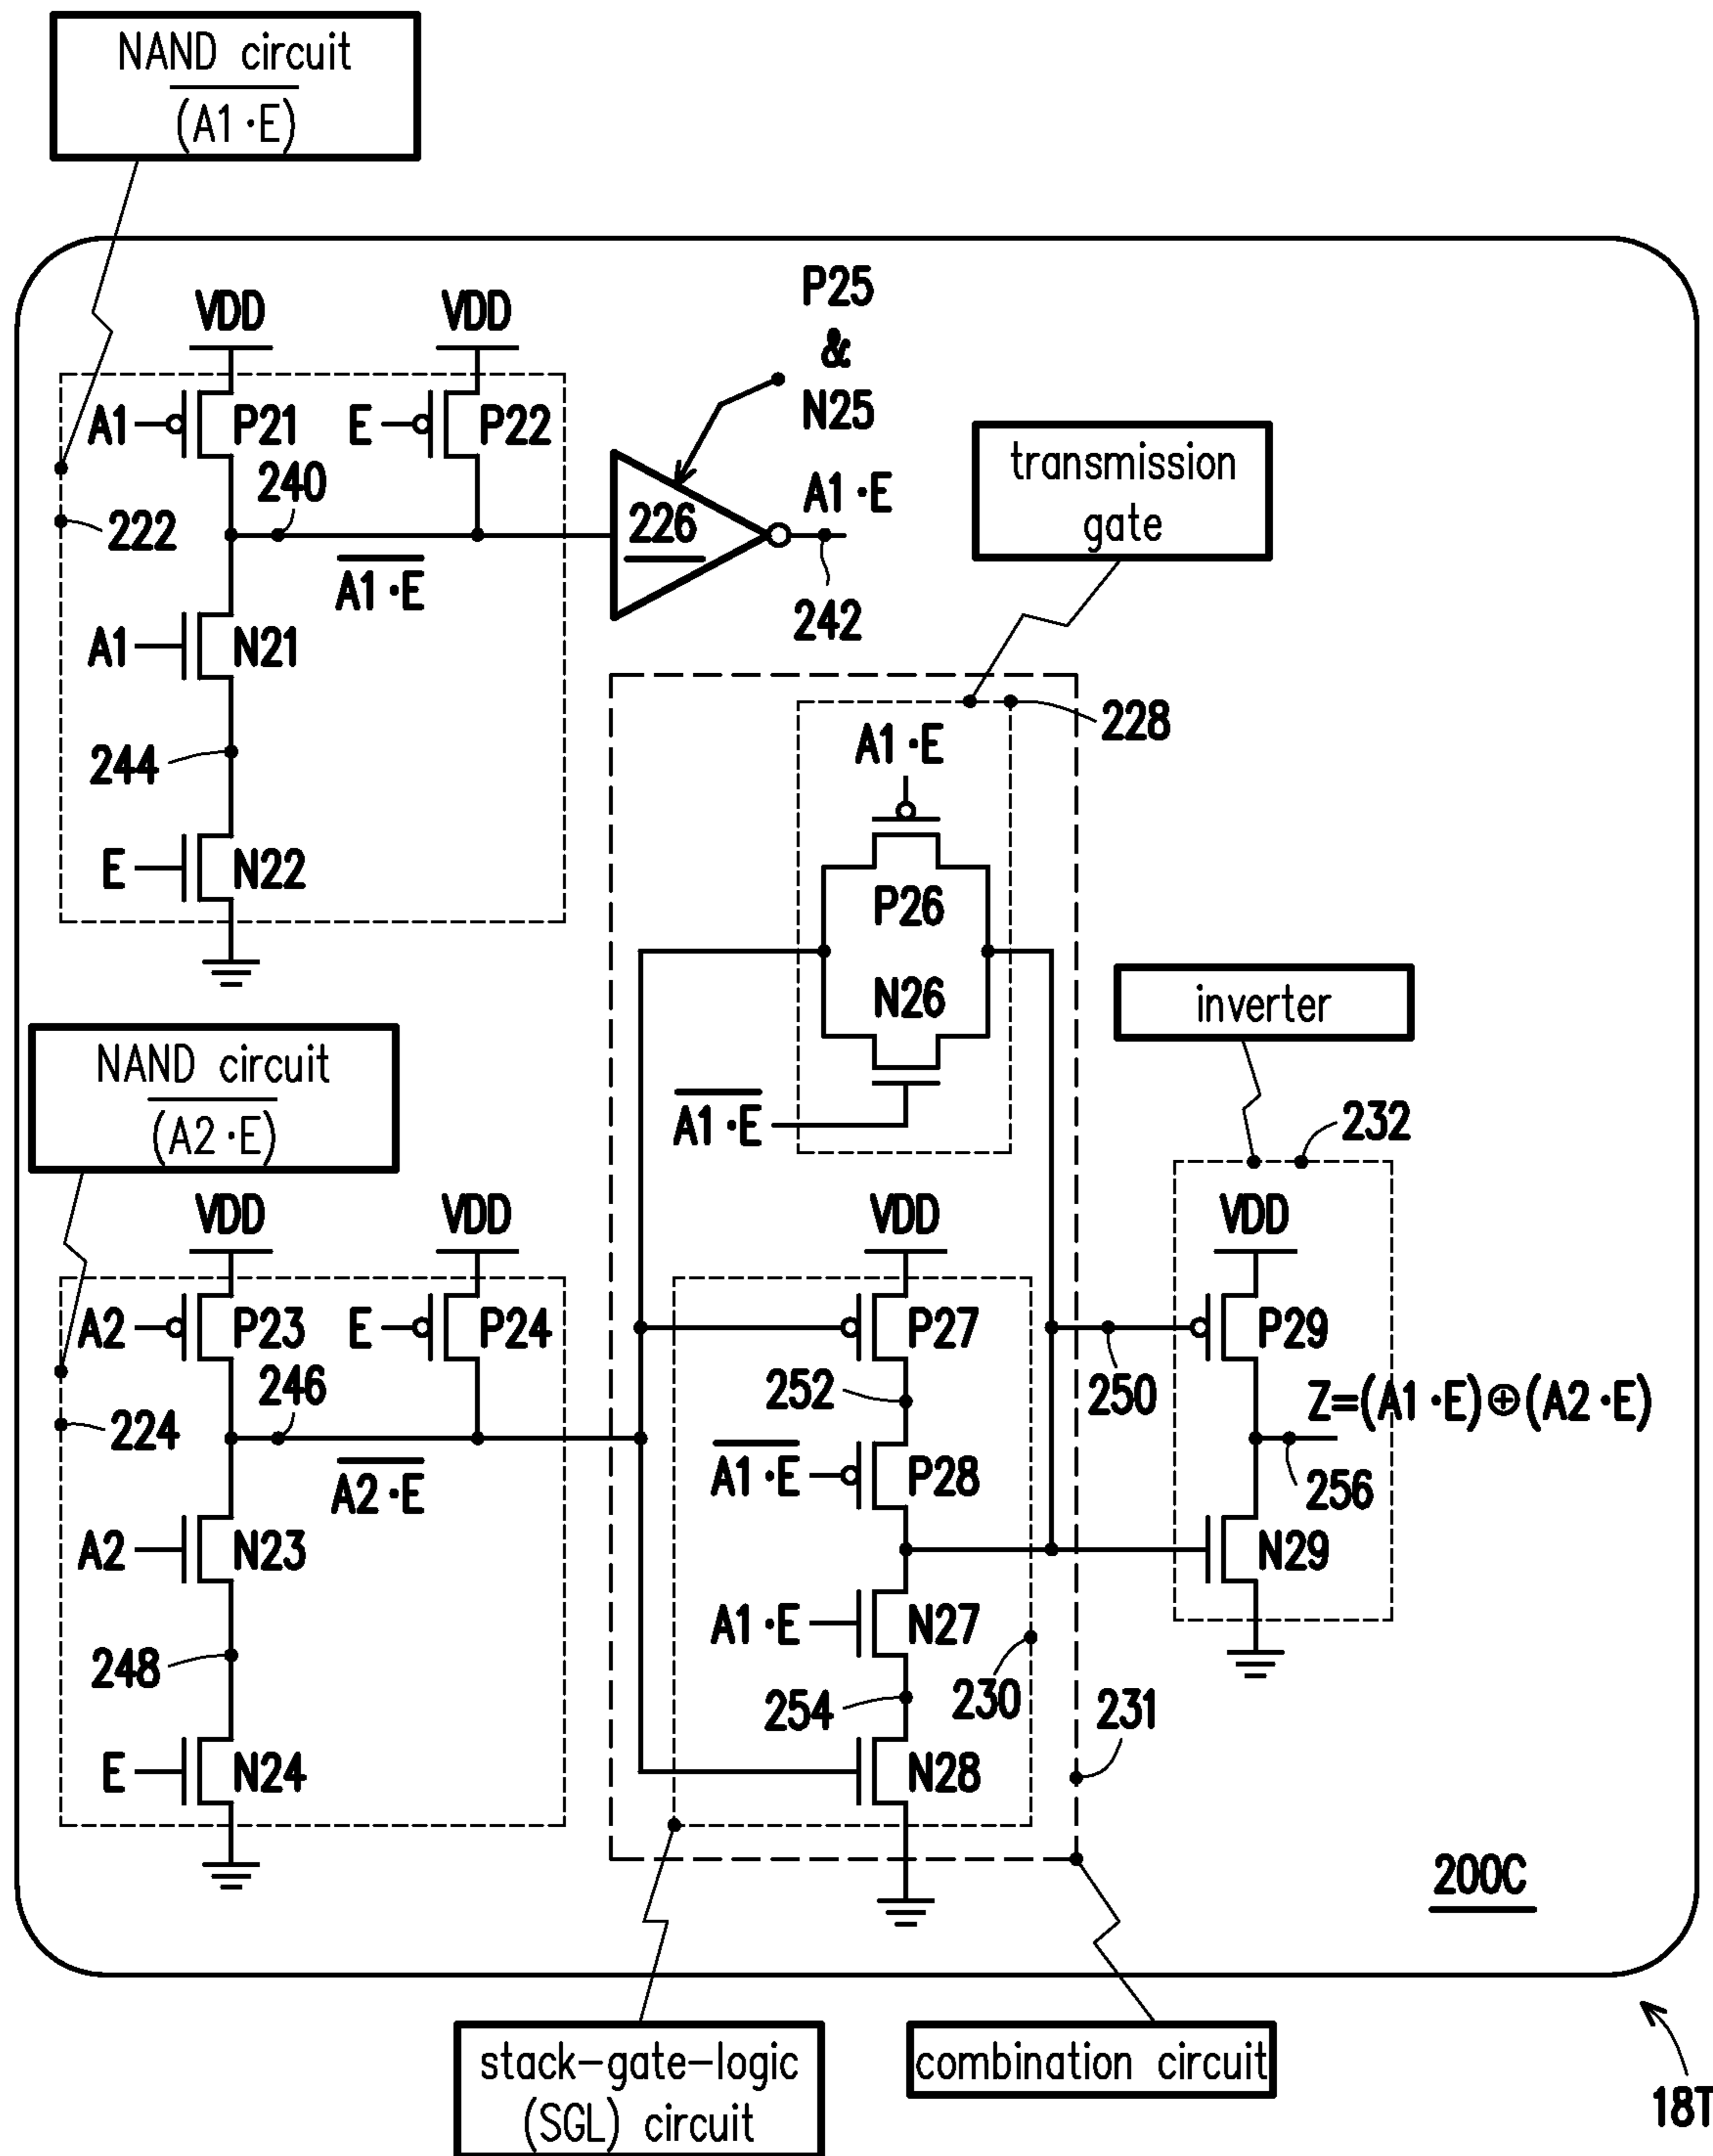 NAND circuit
(A1·E)
P25
&
N25
VDD
VDD
A1
P21
E
P22
240
222
A1·E
226
A1·E
242
transmission
gate
A1
N21
244
E
N22
228
A1·E
P26
N26
A1·E
inverter
232
NAND circuit
(A2·E)
VDD
VDD
VDD
VDD
A2
P23
E
P24
246
224
A2·E
P27
252
A1·E
P28
250
P29
Z=(A1·E)⊕(A2·E)
256
A2
N23
248
E
N24
A1·E
N27
254
N28
N29
230
231
200C
stack-gate-logic
(SGL) circuit
combination circuit
18T